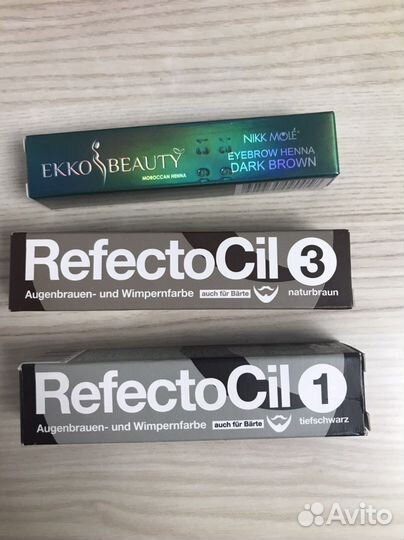 EKKO BEAUTY
MOROCCAN HENNA
NIKK MOLÉ
EYEBROW HENNA
DARK BROWN
RefectoCil 3
Augenbrauen- und Wimpernfarbe auch für Bärte naturbraun
RefectoCil 1
Augenbrauen- und Wimpernfarbe auch für Bärte tiefschwarz
Avito